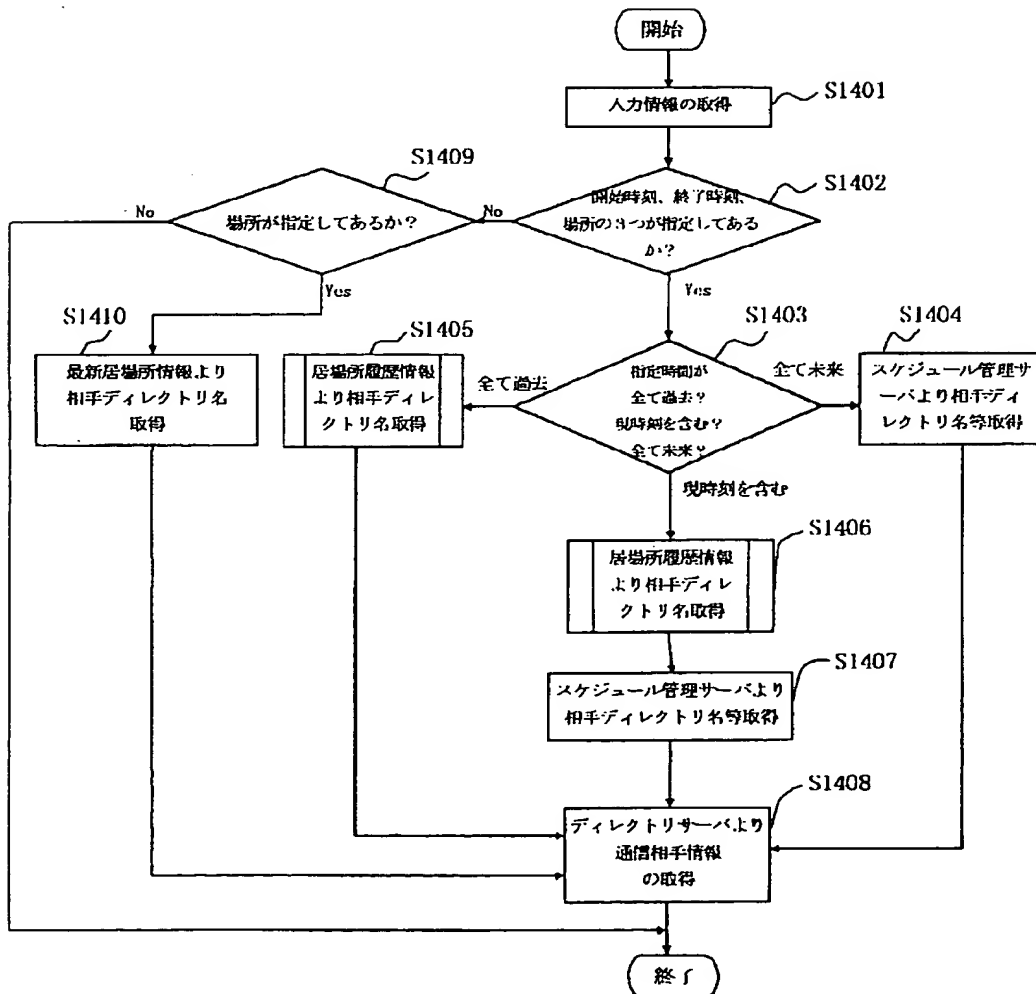 開始
S1401
入力情報の取得
S1409
S1402
開始時刻、終了時刻、
場所の3つが指定してある
か?
No
場所が指定してあるか?
No
Yes
Yes
S1410
最新居場所情報より
相手ディレクトリ名
取得
S1405
居場所履歴情報
より相手ディレ
クトリ名取得
全て過去
S1403
指定時間が
全て過去?
現時刻を含む?
全て未来?
全て未来
S1404
スケジュール管理サ
ーバより相手ディ
レクトリ名等取得
現時刻を含む
S1406
居場所履歴情報
より相手ディレ
クトリ名取得
S1407
スケジュール管理サーバより
相手ディレクトリ名等取得
S1408
ディレクトリサーバより
通信相手情報
の取得
終了